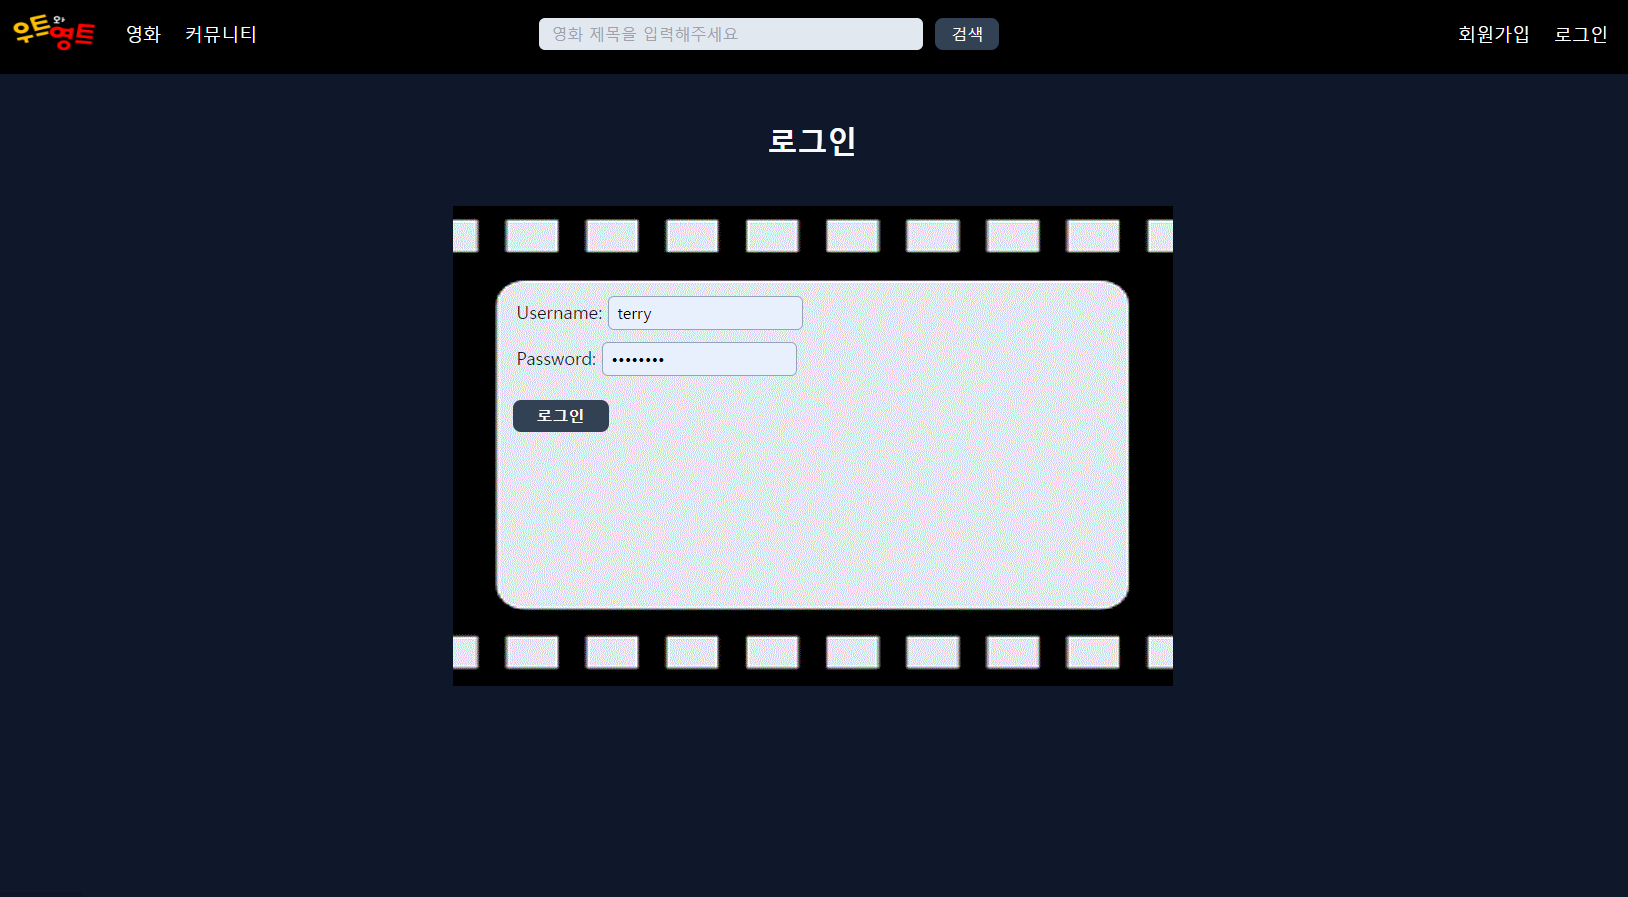 우트와영트
영화 커뮤니티
영화 제목을 입력해주세요 검색
회원가입 로그인
로그인
Username: terry
Password: ••••••••
로그인